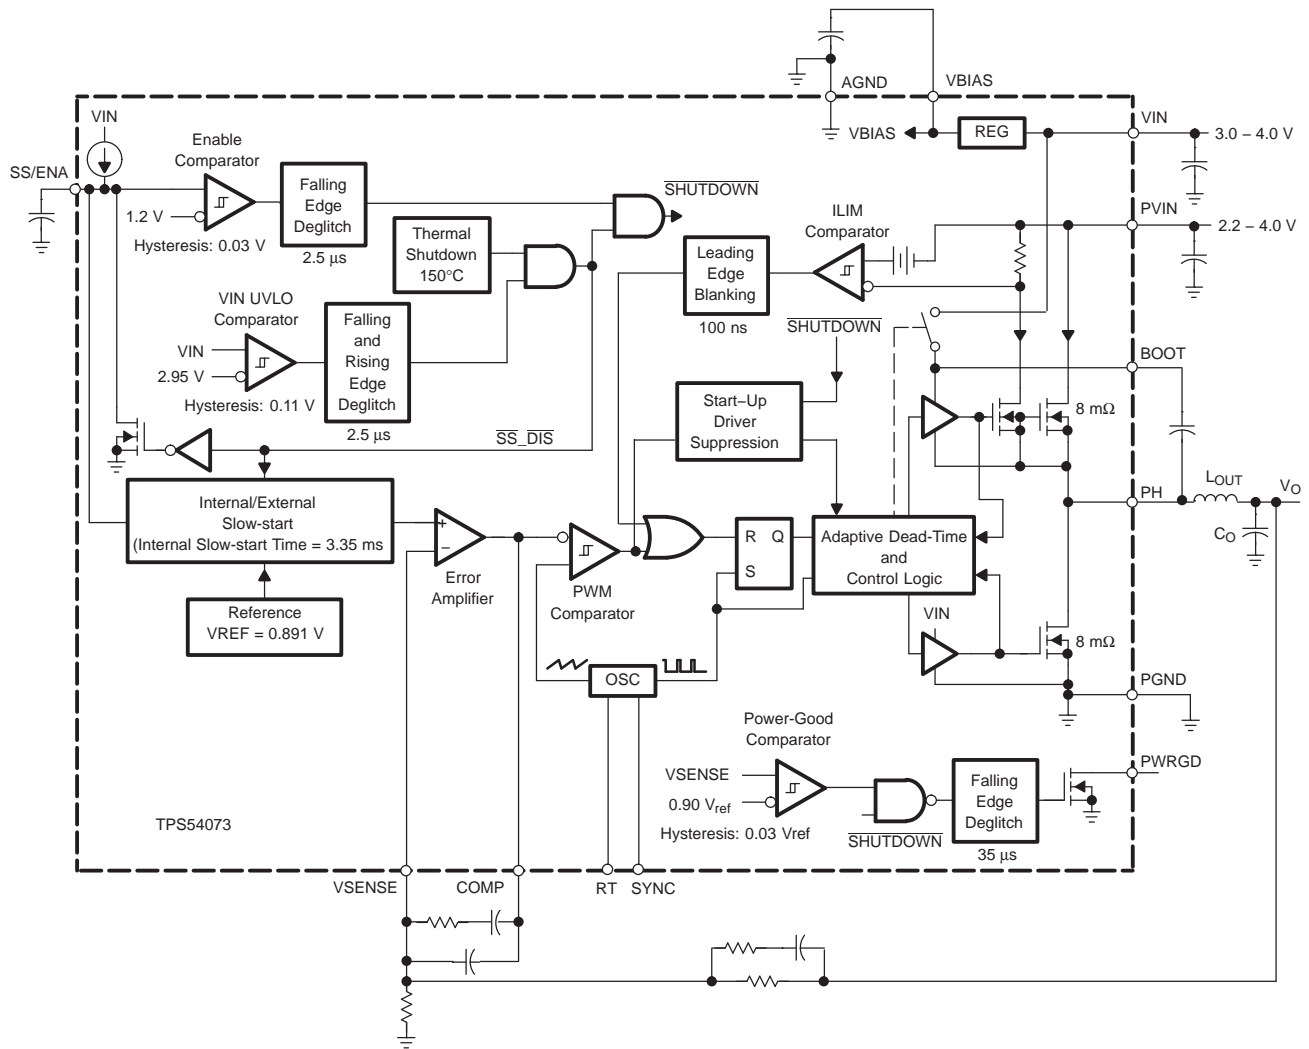 AGND
VBIAS
VIN
VIN
Enable
Comparator
VBIAS
REG
3.0 – 4.0 V
SS/ENA
Falling
Edge
Deglitch
SHUTDOWN
1.2 V
Hysteresis: 0.03 V
2.5 µs
Thermal
Shutdown
150°C
ILIM
Comparator
PVIN
2.2 – 4.0 V
Leading
Edge
Blanking
100 ns
VIN UVLO
Comparator
Falling
and
Rising
Edge
Deglitch
SHUTDOWN
VIN
2.95 V
Hysteresis: 0.11 V
2.5 µs
BOOT
Start–Up
Driver
Suppression
8 mΩ
SS_DIS
Internal/External
Slow-start
(Internal Slow-start Time = 3.35 ms
PH
LOUT
VO
CO
+
−
Error
Amplifier
PWM
Comparator
R Q
S
Adaptive Dead-Time
and
Control Logic
Reference
VREF = 0.891 V
VIN
8 mΩ
OSC
PGND
Power-Good
Comparator
VSENSE
0.90 Vref
Hysteresis: 0.03 Vref
SHUTDOWN
Falling
Edge
Deglitch
35 µs
PWRGD
TPS54073
VSENSE
COMP
RT
SYNC